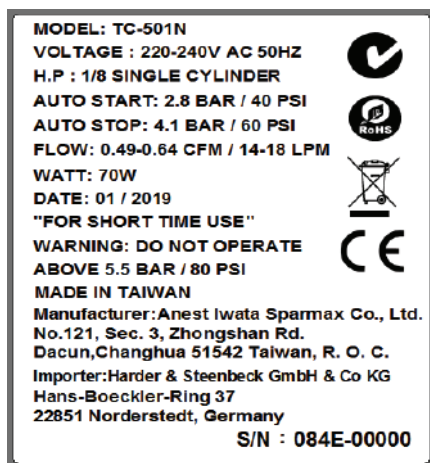 MODEL: TC-501N
VOLTAGE : 220-240V AC 50HZ
H.P : 1/8 SINGLE CYLINDER
AUTO START: 2.8 BAR / 40 PSI
AUTO STOP: 4.1 BAR / 60 PSI
RoHS
FLOW: 0.49-0.64 CFM / 14-18 LPM
WATT: 70W
DATE: 01 / 2019
"FOR SHORT TIME USE"
WARNING: DO NOT OPERATE
ABOVE 5.5 BAR / 80 PSI
CE
MADE IN TAIWAN
Manufacturer:Anest Iwata Sparmax Co., Ltd.
No.121, Sec. 3, Zhongshan Rd.
Dacun,Changhua 51542 Taiwan, R. O. C.
Importer:Harder & Steenbeck GmbH & Co KG
Hans-Boeckler-Ring 37
22851 Norderstedt, Germany
S/N : 084E-00000